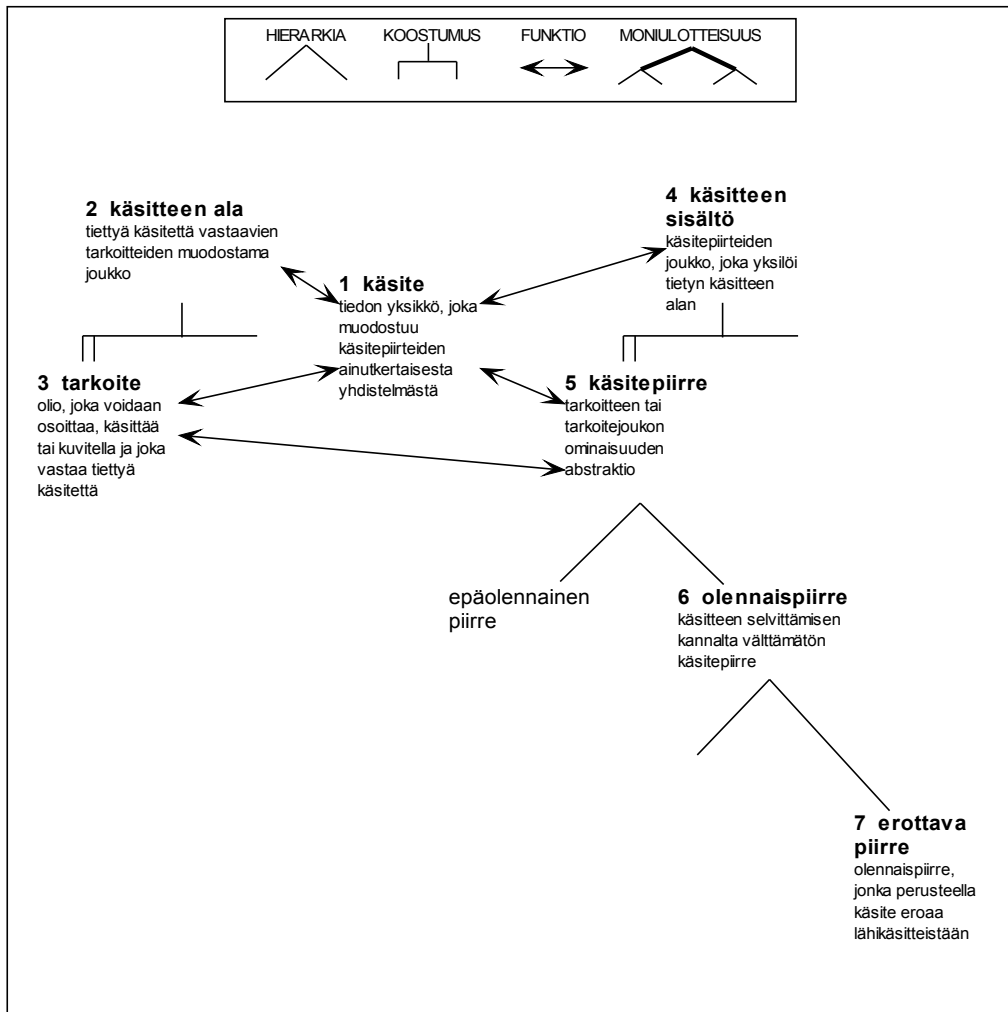 HIERARKIA KOOSTUMUS FUNKTIO MONIULOTTEISUUS
2 käsitteen ala
tiettyä käsitettä vastaavien
tarkoitteiden muodostama
joukko
4 käsitteen
sisältö
käsitepiirteiden
joukko, joka yksilöi
tietyn käsitteen
alan
1 käsite
tiedon yksikkö, joka
muodostuu
käsitepiirteiden
ainutkertaisesta
yhdistelmästä
3 tarkoite
olio, joka voidaan
osoittaa, käsittää
tai kuvitella ja joka
vastaa tiettyä
käsitettä
5 käsitepiirre
tarkoitteen tai
tarkoitejoukon
ominaisuuden
abstraktio
epäolennainen
piirre
6 olennaispiirre
käsitteen selvittämisen
kannalta välttämätön
käsitepiirre
7 erottava
piirre
olennaispiirre,
jonka perusteella
käsite eroaa
lähikäsitteistään